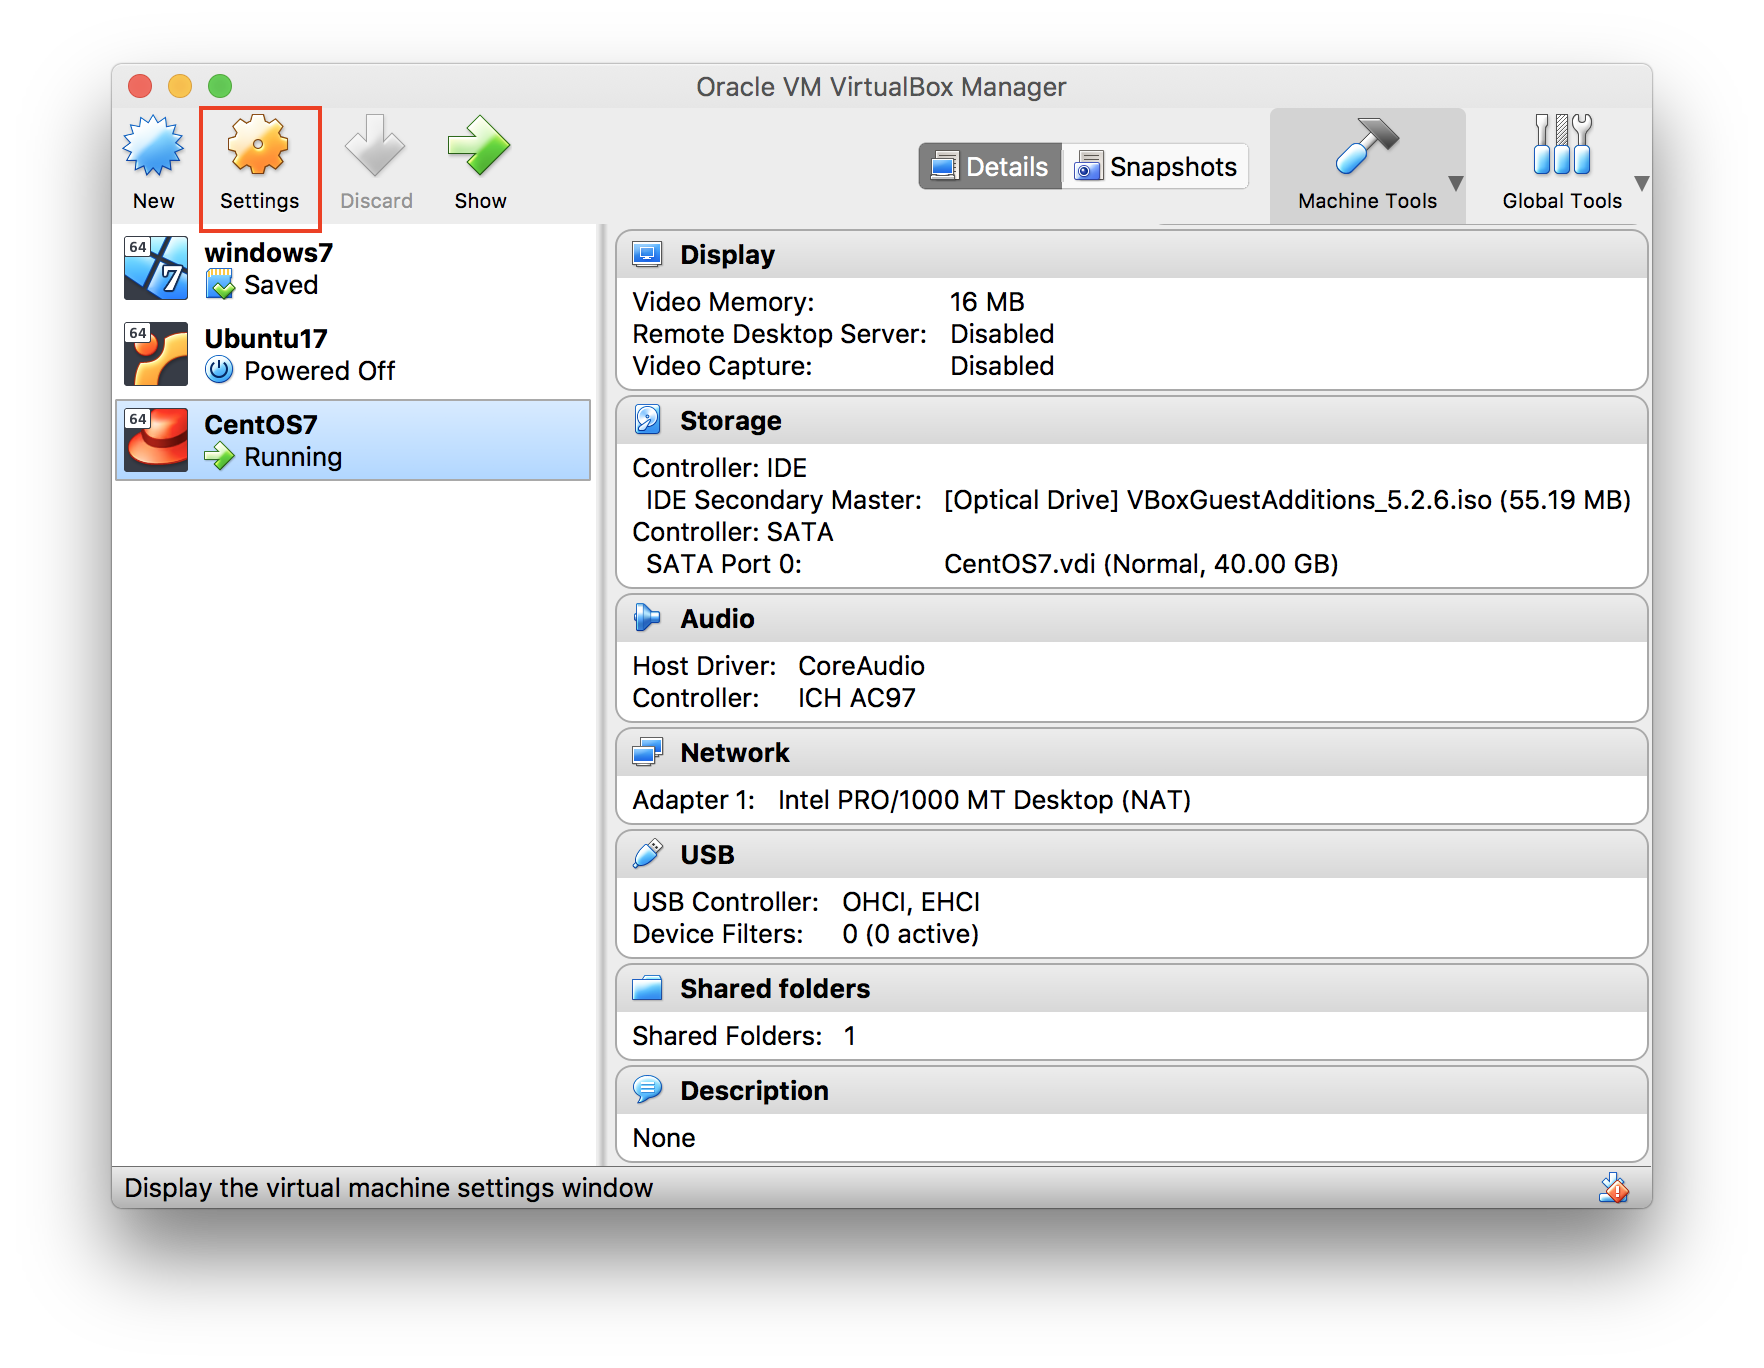 Oracle VM VirtualBox Manager
New
Settings
Discard
Show
Details
Snapshots
Machine Tools
Global Tools
64
7
windows7
Saved
64
Ubuntu17
Powered Off
64
CentOS7
Running
Display
Video Memory: 16 MB
Remote Desktop Server: Disabled
Video Capture: Disabled
Storage
Controller: IDE
IDE Secondary Master: [Optical Drive] VBoxGuestAdditions_5.2.6.iso (55.19 MB)
Controller: SATA
SATA Port 0: CentOS7.vdi (Normal, 40.00 GB)
Audio
Host Driver: CoreAudio
Controller: ICH AC97
Network
Adapter 1: Intel PRO/1000 MT Desktop (NAT)
USB
USB Controller: OHCI, EHCI
Device Filters: 0 (0 active)
Shared folders
Shared Folders: 1
Description
None
Display the virtual machine settings window